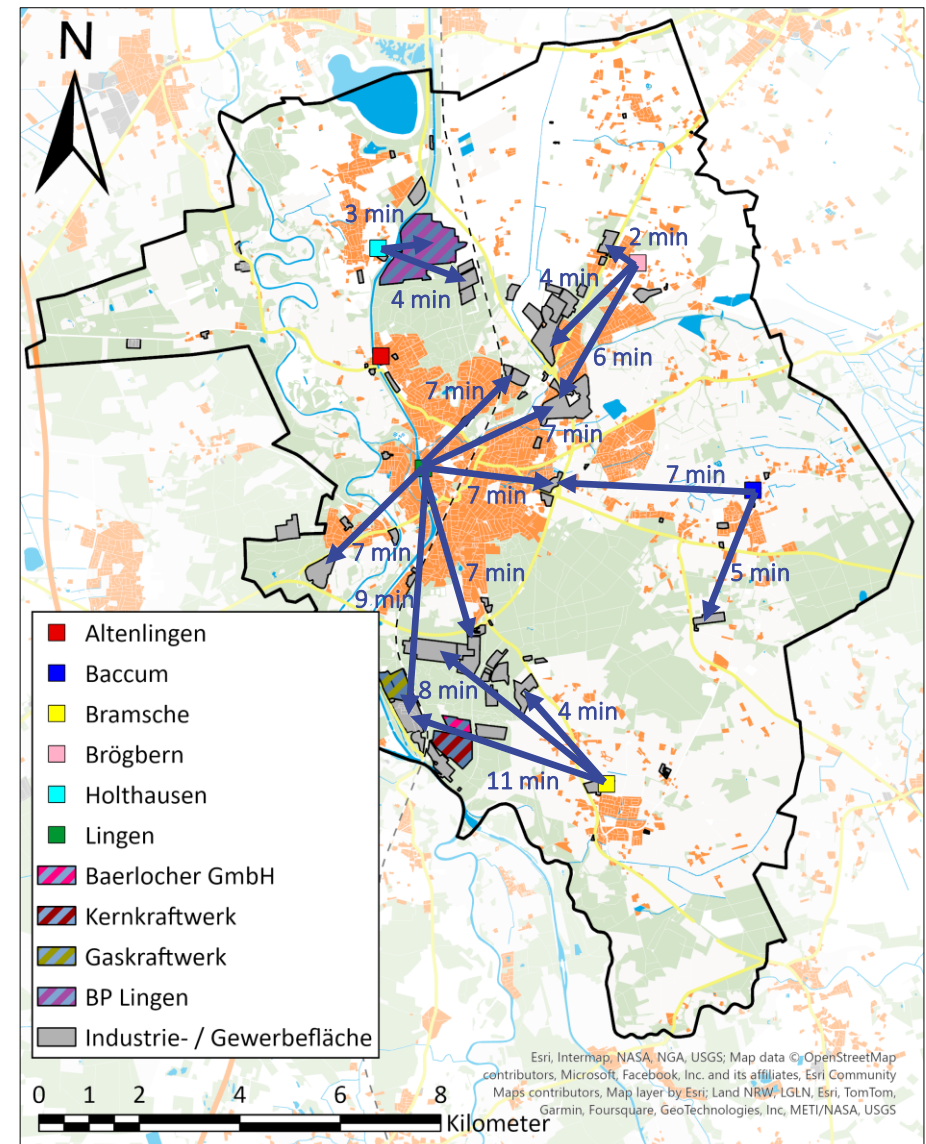 N
3 min
4 min
2 min
4 min
6 min
7 min
7 min
7 min
7 min
7 min
5 min
9 min
7 min
8 min
4 min
11 min
Altenlingen
Baccum
Bramsche
Brögbern
Holthausen
Lingen
Baerlocher GmbH
Kernkraftwerk
Gaskraftwerk
BP Lingen
Industrie- / Gewerbefläche
0 1 2 4 6 8
Kilometer
Esri, Intermap, NASA, NGA, USGS; Map data © OpenStreetMap
contributors, Microsoft, Facebook, Inc. and its affiliates, Esri Community
Maps contributors, Map layer by Esri; Land NRW, LGLN, Esri, TomTom,
Garmin, Foursquare, GeoTechnologies, Inc, METI/NASA, USGS